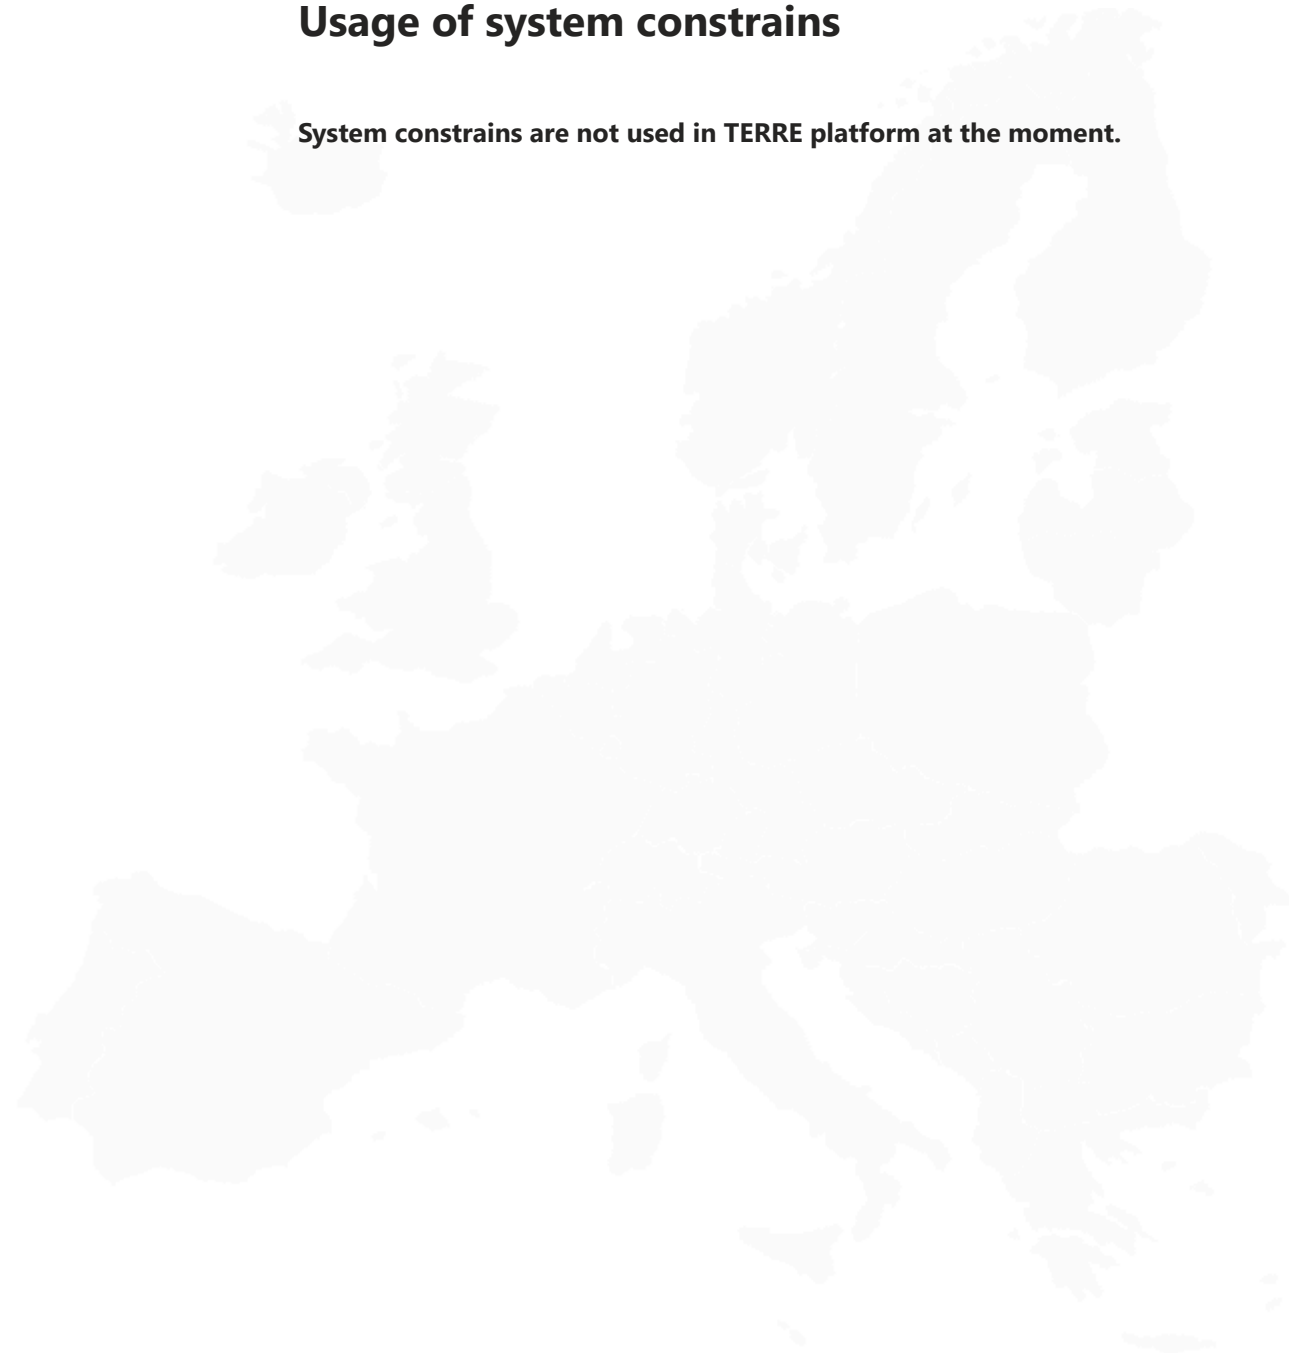 Usage of system constrains
System constrains are not used in TERRE platform at the moment.